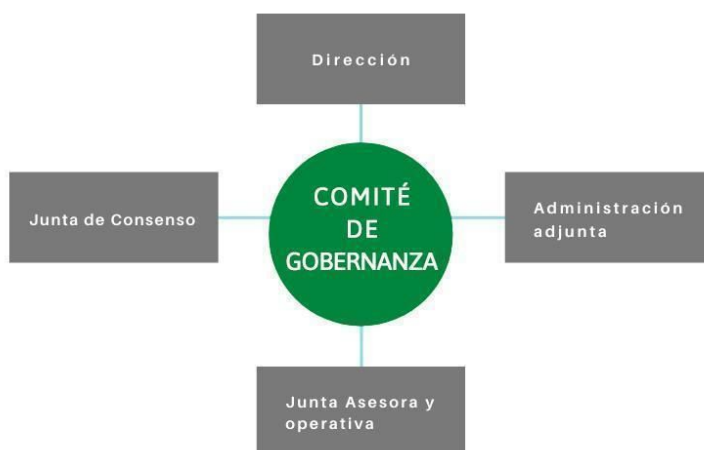 Dirección
Junta de Consenso
COMITÉ
DE
GOBERNANZA
Administración
adjunta
Junta Asesora y
operativa